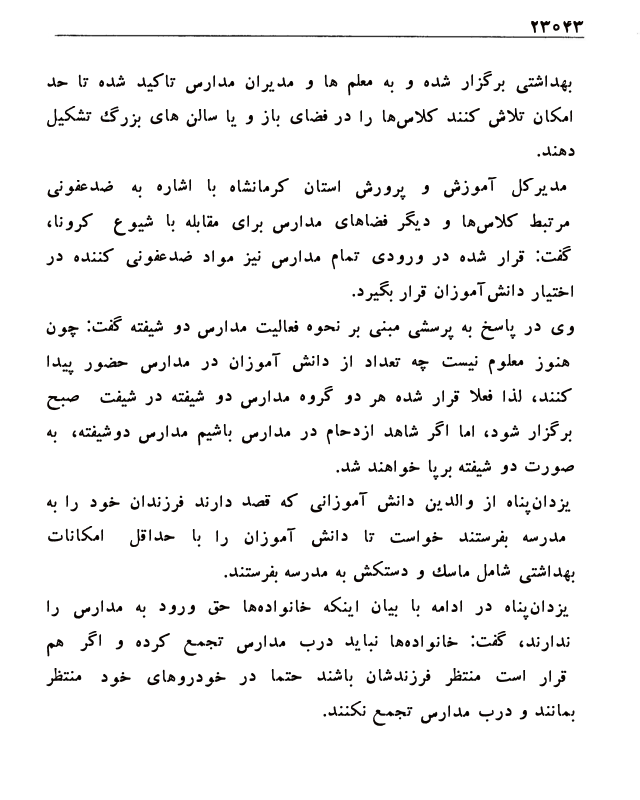 ۲۳۰۴۳
بهداشتی برگزار شده و به معلم ها و مدیران مدارس تاکید شده تا حد
امکان تلاش کنند کلاس‌ها را در فضای باز و یا سالن های بزرگ تشکیل
دهند.
مدیرکل آموزش و پرورش استان کرمانشاه با اشاره به ضدعفونی
مرتبط کلاس‌ها و دیگر فضاهای مدارس برای مقابله با شیوع کرونا،
گفت: قرار شده در ورودی تمام مدارس نیز مواد ضدعفونی کننده در
اختیار دانش‌آموزان قرار بگیرد.
وی در پاسخ به پرسشی مبنی بر نحوه فعالیت مدارس دو شیفته گفت: چون
هنوز معلوم نیست چه تعداد از دانش آموزان در مدارس حضور پیدا
کنند، لذا فعلا قرار شده هر دو گروه مدارس دو شیفته در شیفت صبح
برگزار شود، اما اگر شاهد ازدحام در مدارس باشیم مدارس دوشیفته، به
صورت دو شیفته برپا خواهند شد.
یزدان‌پناه از والدین دانش آموزانی که قصد دارند فرزندان خود را به
مدرسه بفرستند خواست تا دانش آموزان را با حداقل امکانات
بهداشتی شامل ماسک و دستکش به مدرسه بفرستند.
یزدان‌پناه در ادامه با بیان اینکه خانواده‌ها حق ورود به مدارس را
ندارند، گفت: خانواده‌ها نباید درب مدارس تجمع کرده و اگر هم
قرار است منتظر فرزندشان باشند حتما در خودروهای خود منتظر
بمانند و درب مدارس تجمع نکنند.